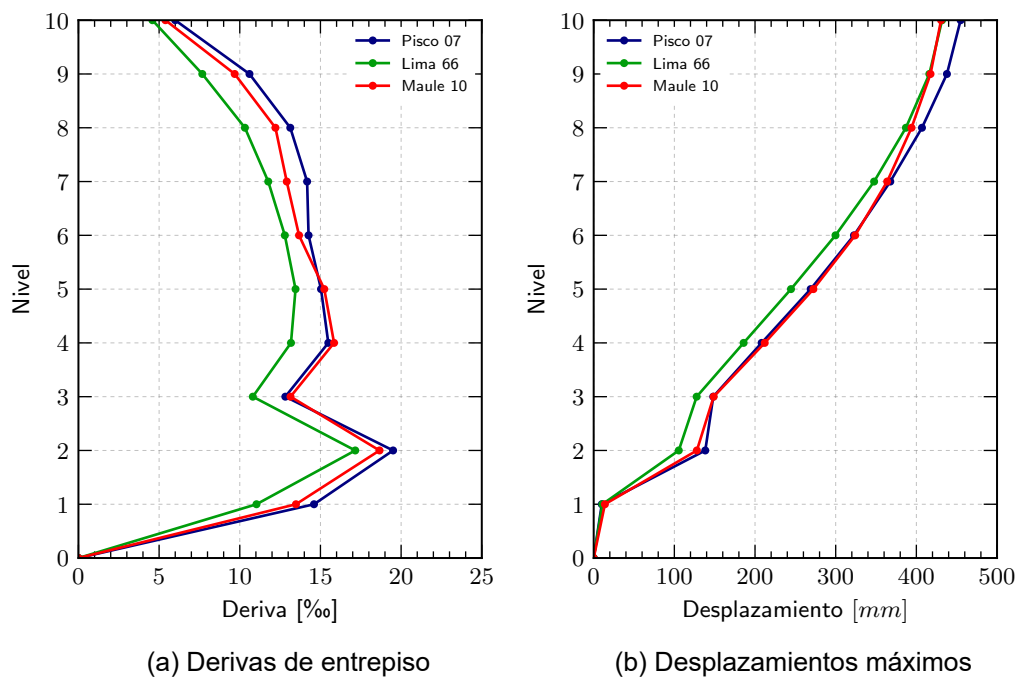 10
9
8
7
6
5
4
3
2
1
0
Nivel
Pisco 07
Lima 66
Maule 10
0 5 10 15 20 25
Deriva [‰]
(a) Derivas de entrepiso
10
9
8
7
6
5
4
3
2
1
0
Nivel
Pisco 07
Lima 66
Maule 10
0 100 200 300 400 500
Desplazamiento [mm]
(b) Desplazamientos máximos